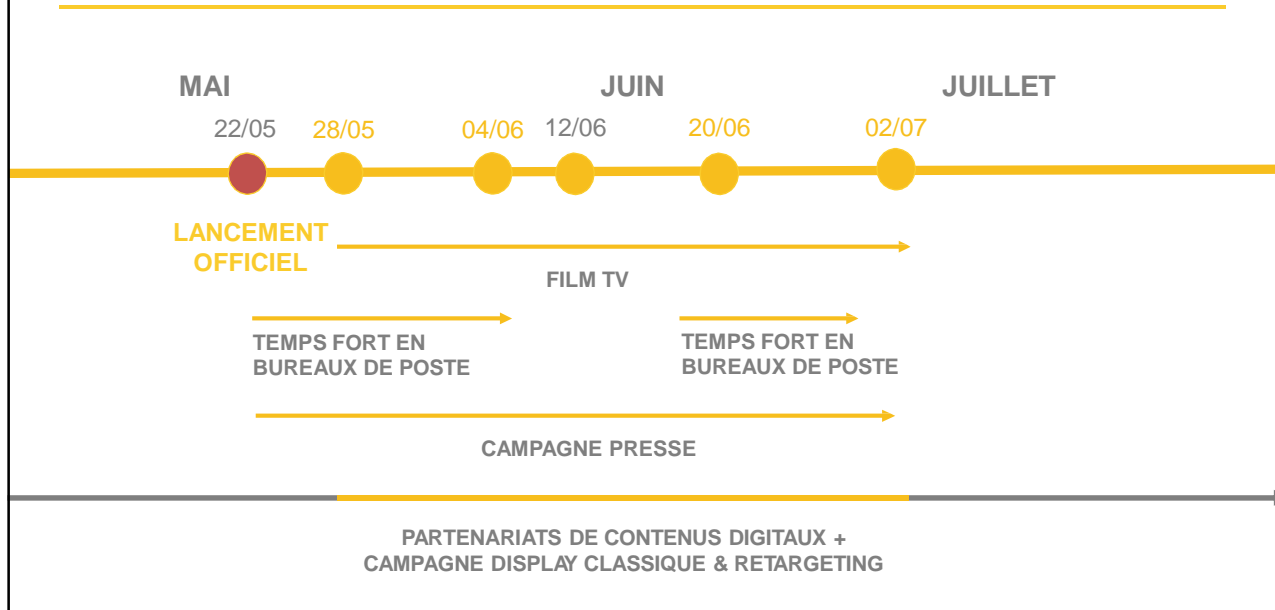 MAI JUIN JUILLET
22/05 28/05 04/06 12/06 20/06 02/07
LANCEMENT
OFFICIEL
FILM TV
TEMPS FORT EN
BUREAUX DE POSTE
TEMPS FORT EN
BUREAUX DE POSTE
CAMPAGNE PRESSE
PARTENARIATS DE CONTENUS DIGITAUX +
CAMPAGNE DISPLAY CLASSIQUE & RETARGETING